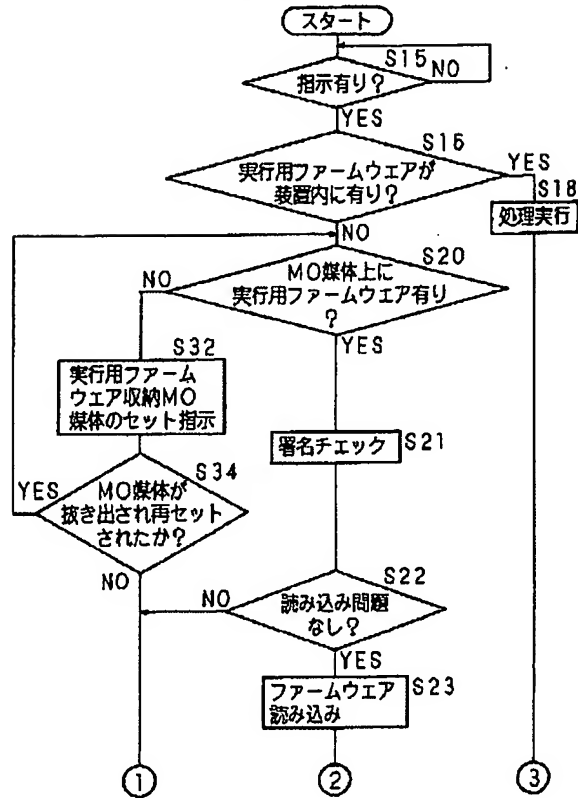 スタート
S15
指示有り?
NO
YES
S16
実行用ファームウェアが
装置内に有り?
YES
S18
処理実行
NO
S20
MO媒体上に
実行用ファームウェア有り
?
NO
YES
S32
実行用ファーム
ウェア収納MO
媒体のセット指示
署名チェック
S21
S34
MO媒体が
抜き出され再セット
されたか?
YES
NO
S22
読み込み問題
なし?
NO
YES
ファームウェア
読み込み
S23
1
2
3